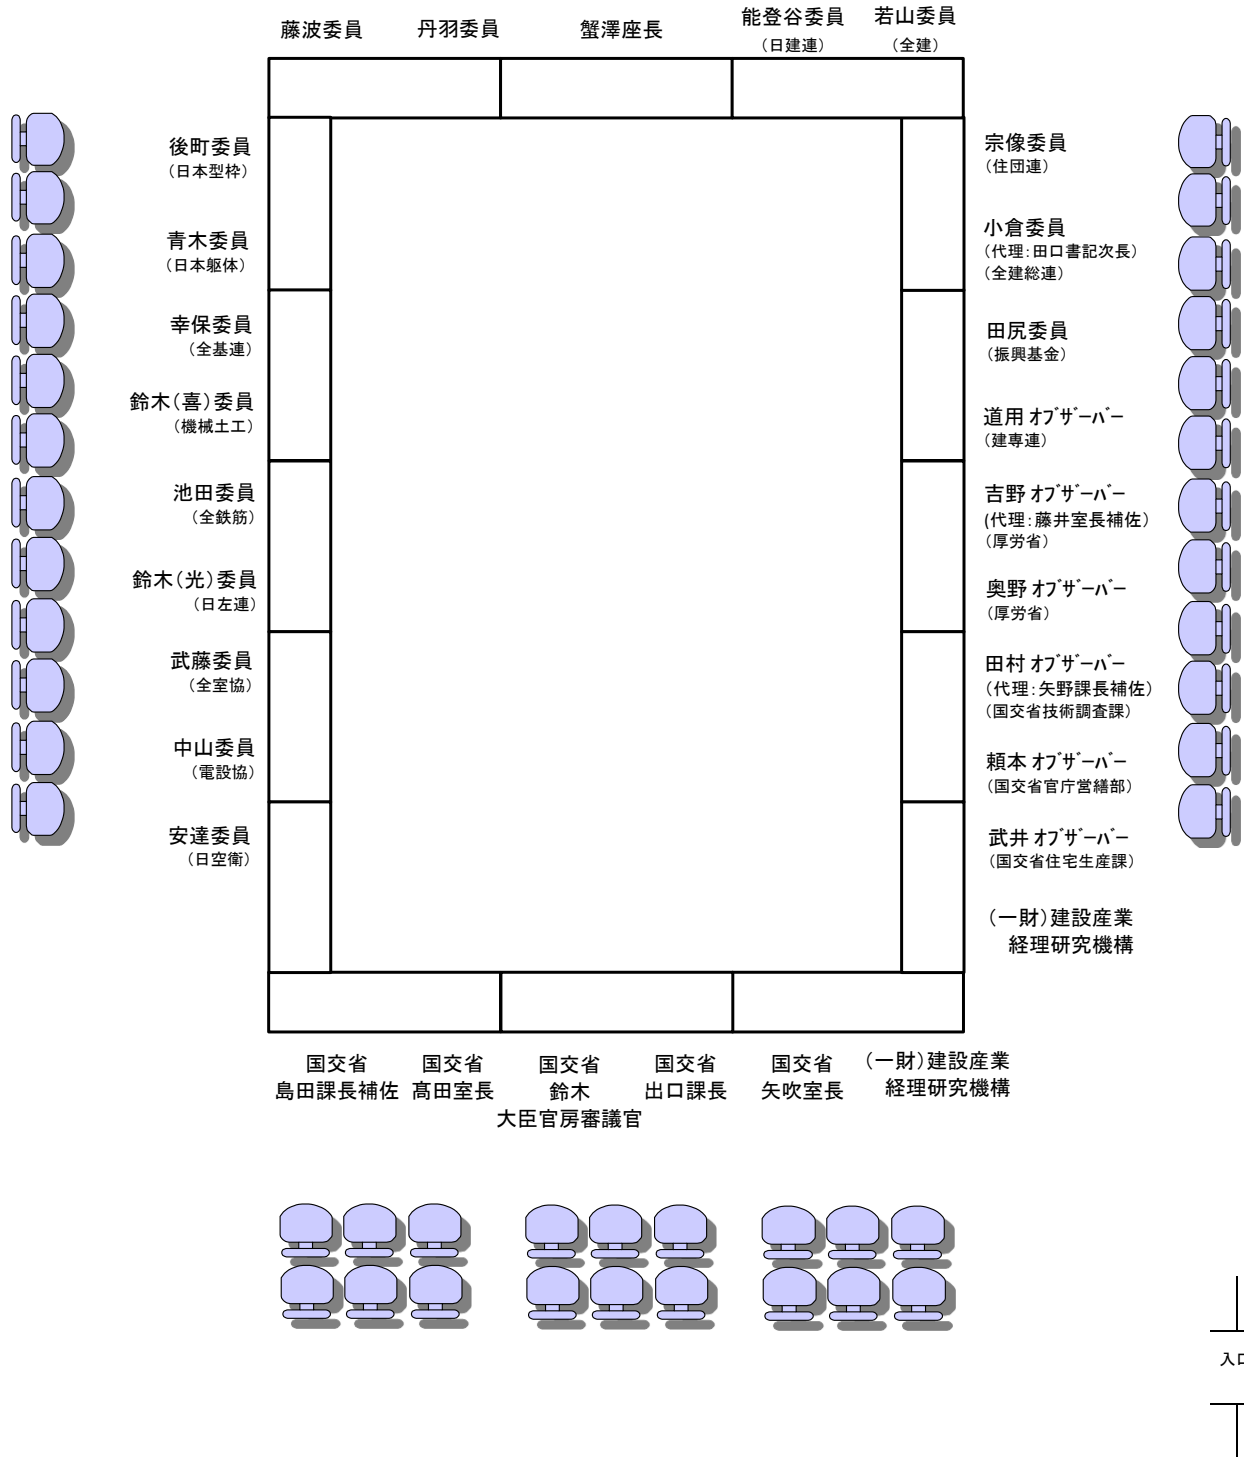 藤波委員
丹羽委員
蟹澤座長
能登谷委員
（日建連）
若山委員
（全建）
後町委員
（日本型枠）
青木委員
（日本躯体）
幸保委員
（全基連）
鈴木（喜）委員
（機械土工）
池田委員
（全鉄筋）
鈴木（光）委員
（日左連）
武藤委員
（全室協）
中山委員
（電設協）
安達委員
（日空衛）
宗像委員
（住団連）
小倉委員
（代理：田口書記次長）
（全建総連）
田尻委員
（振興基金）
道用 ｵﾌﾞｻﾞｰﾊﾞｰ
（建専連）
吉野 ｵﾌﾞｻﾞｰﾊﾞｰ
(代理：藤井室長補佐）
（厚労省）
奥野 ｵﾌﾞｻﾞｰﾊﾞｰ
（厚労省）
田村 ｵﾌﾞｻﾞｰﾊﾞｰ
（代理：矢野課長補佐）
（国交省技術調査課）
頼本 ｵﾌﾞｻﾞｰﾊﾞｰ
（国交省官庁営繕部）
武井 ｵﾌﾞｻﾞｰﾊﾞｰ
（国交省住宅生産課）
（一財）建設産業
経理研究機構
国交省
島田課長補佐
国交省
髙田室長
国交省
鈴木
大臣官房審議官
国交省
出口課長
国交省
矢吹室長
（一財）建設産業
経理研究機構
入口